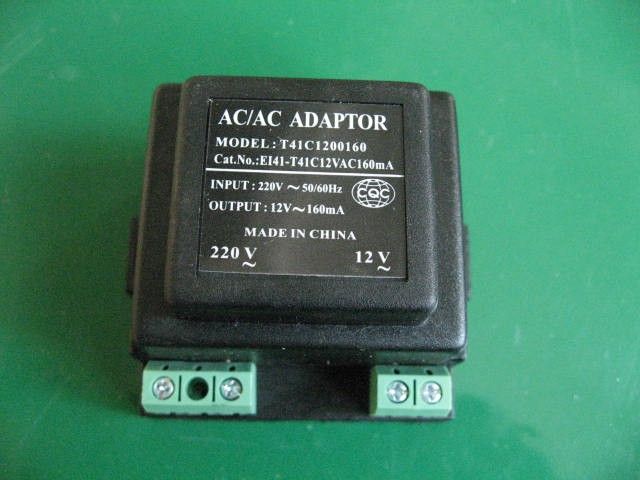 AC/AC ADAPTOR
MODEL : T41C1200160
Cat.No.:EI41-T41C12VAC160mA
INPUT : 220V ~ 50/60Hz
CQC
OUTPUT : 12V~160mA
MADE IN CHINA
220 V~ 12 V~